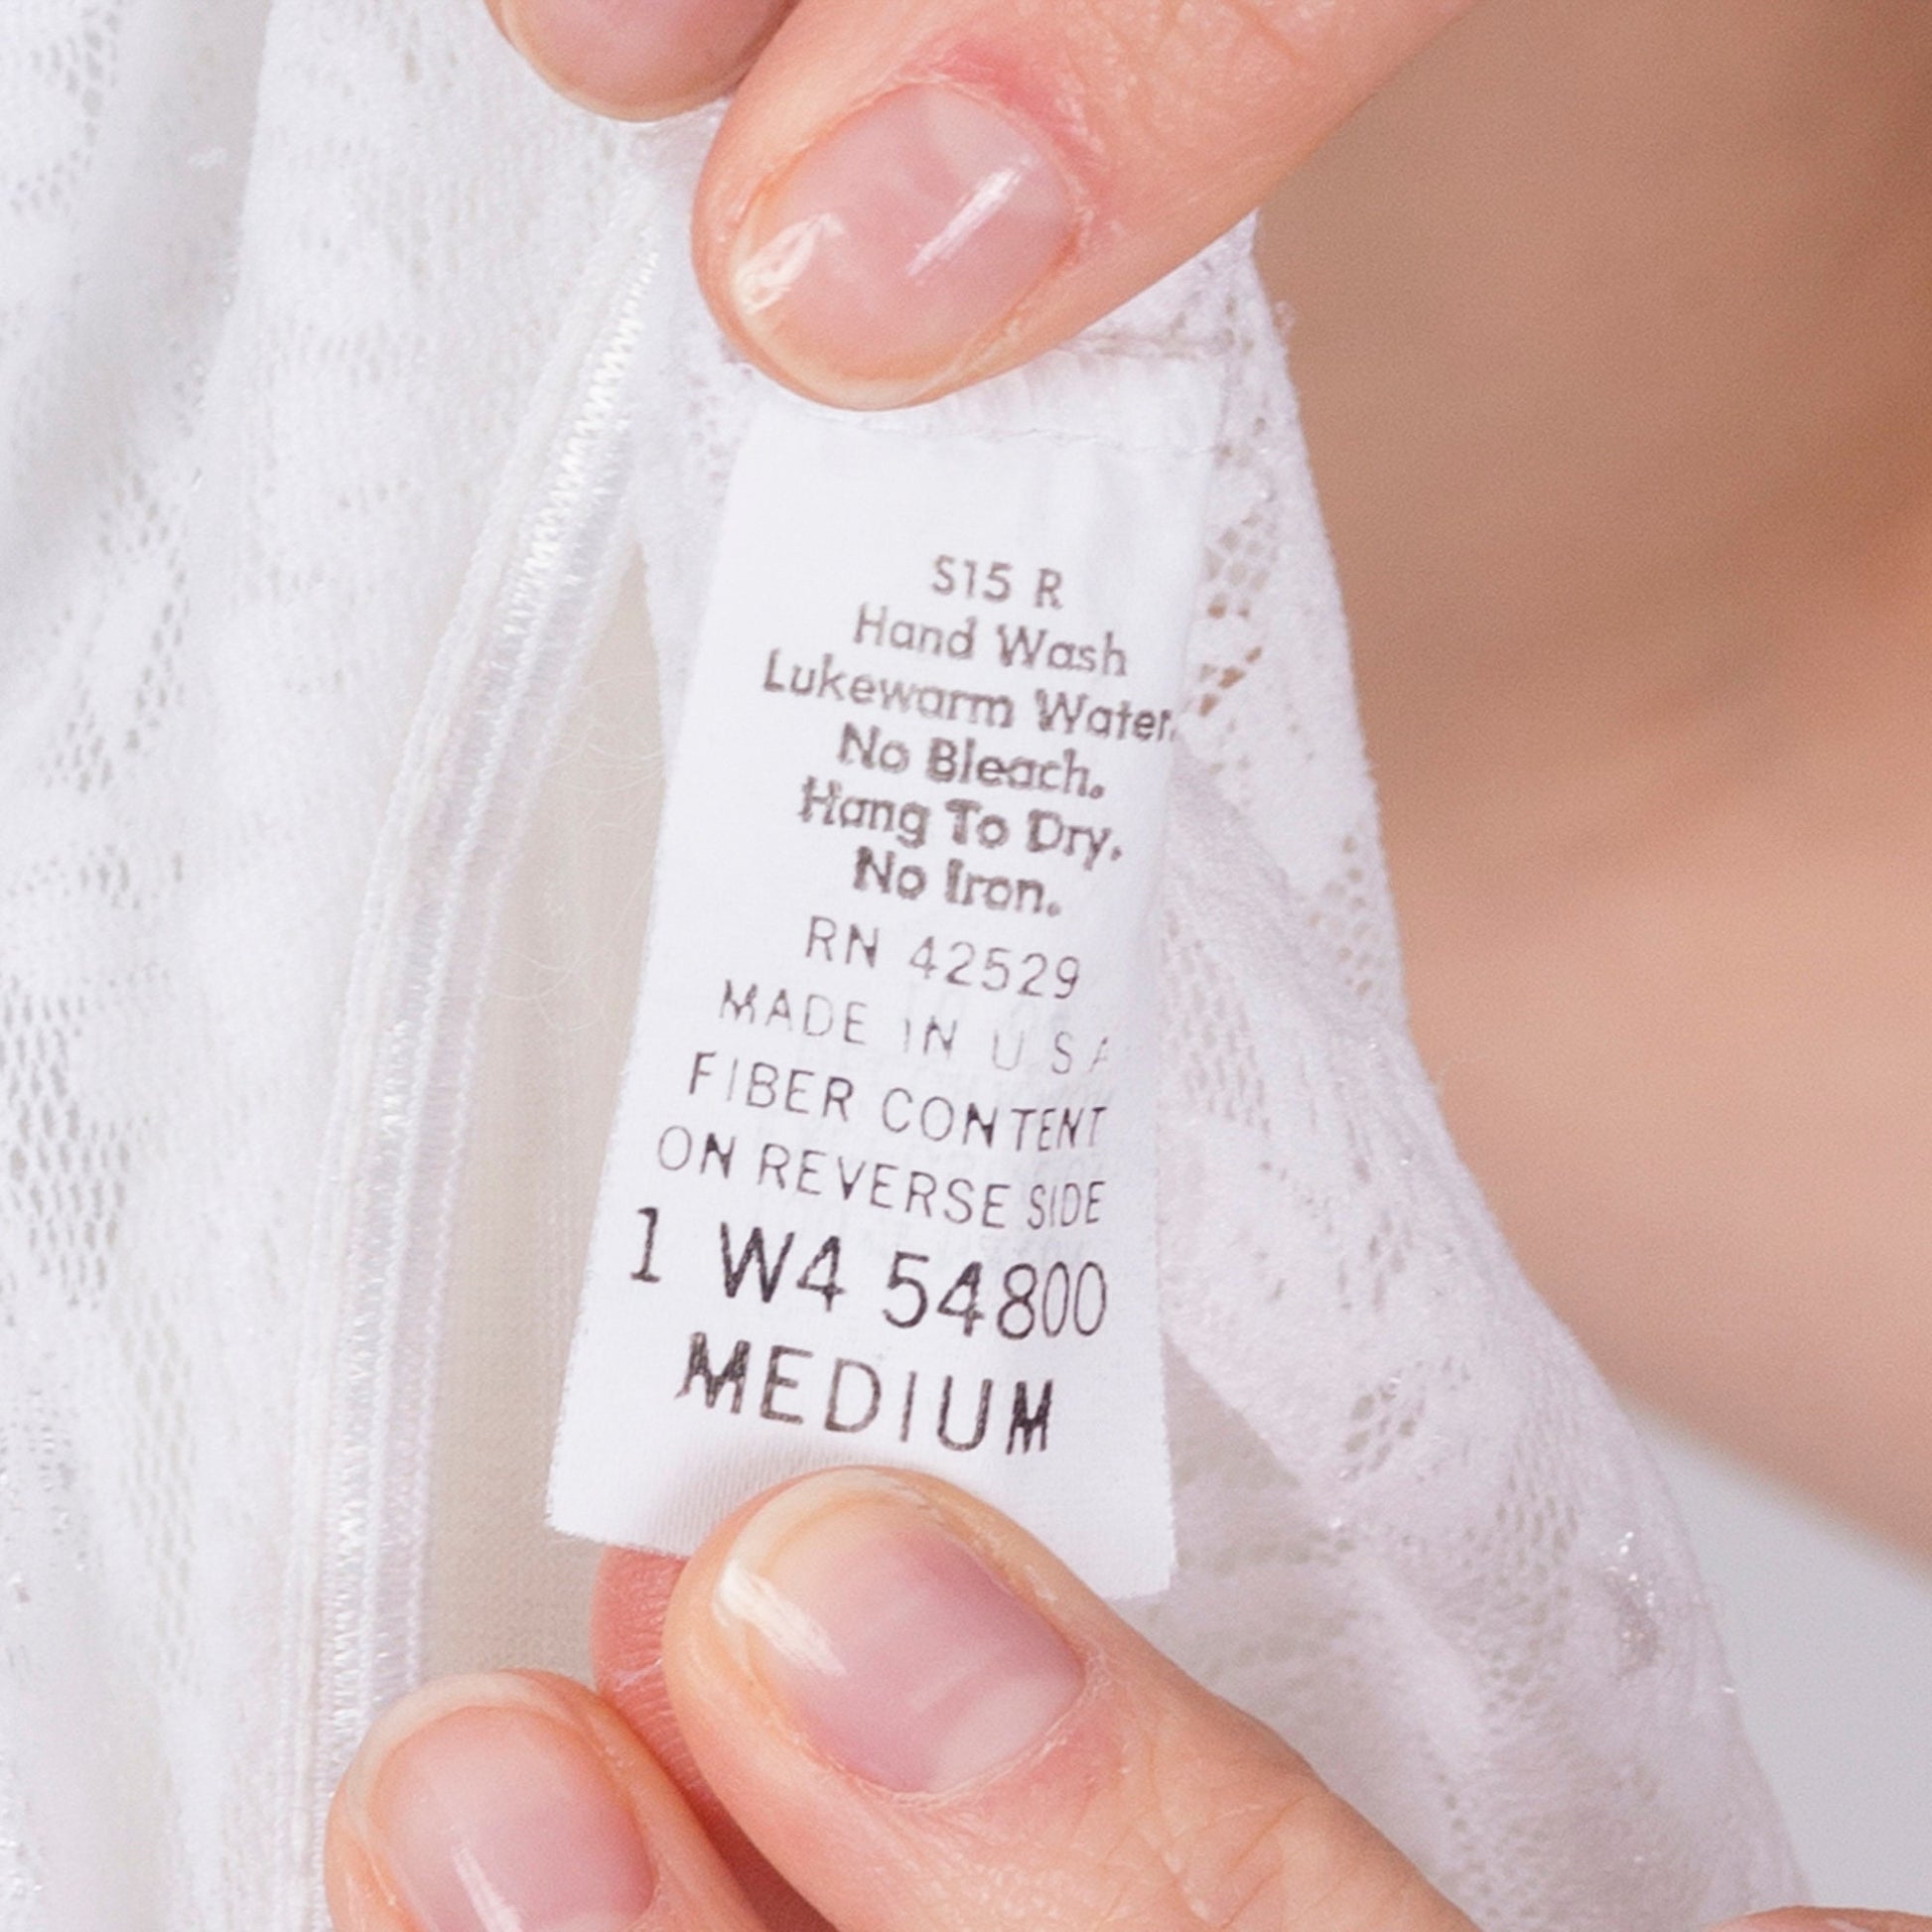 S15 R
Hand Wash
Lukewarm Water.
No Bleach.
Hang To Dry.
No Iron.
RN 42529
MADE IN U S A
FIBER CONTENT
ON REVERSE SIDE
1 W4 54800
MEDIUM